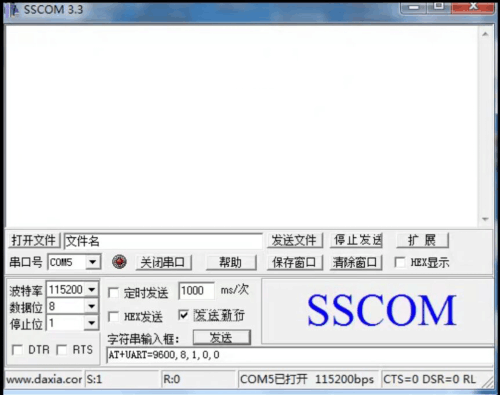 SSCOM 3.3
打开文件 文件名 发送文件 停止发送 扩展
串口号 COM5 关闭串口 帮助 保存窗口 清除窗口 HEX显示
波特率 115200 定时发送 1000 ms/次
数据位 8 HEX发送 发送新行
停止位 1
SSCOM
DTR RTS 字符串输入框: 发送
AT+UART=9600,8,1,0,0
www.daxia.cor S:1 R:0 COM5已打开 115200bps CTS=0 DSR=0 RL